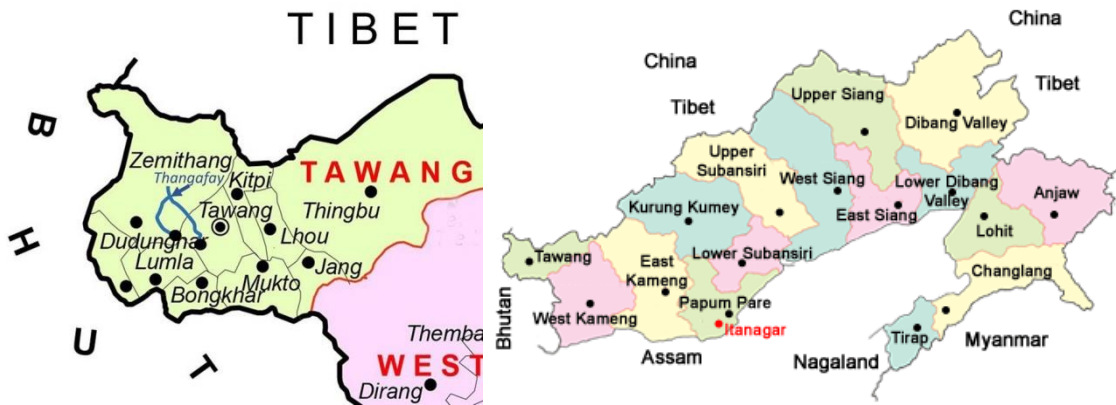 TIBET
B
H
U
T
Zemithang
Thangafay
Kitpi
TAWANG
Tawang
Thingbu
Dudunghar
Lhou
Lumla
Jang
Mukto
Bongkhar
Themba
WEST
Dirang
China
China
Tibet
Tibet
Upper Siang
Dibang Valley
Upper
Subansiri
West Siang
Lower Dibang
Valley
Anjaw
Kurung Kumey
East Siang
Lohit
Tawang
East
Kameng
Lower Subansiri
Changlang
Bhutan
West Kameng
Papum Pare
Itanagar
Assam
Nagaland
Tirap
Myanmar